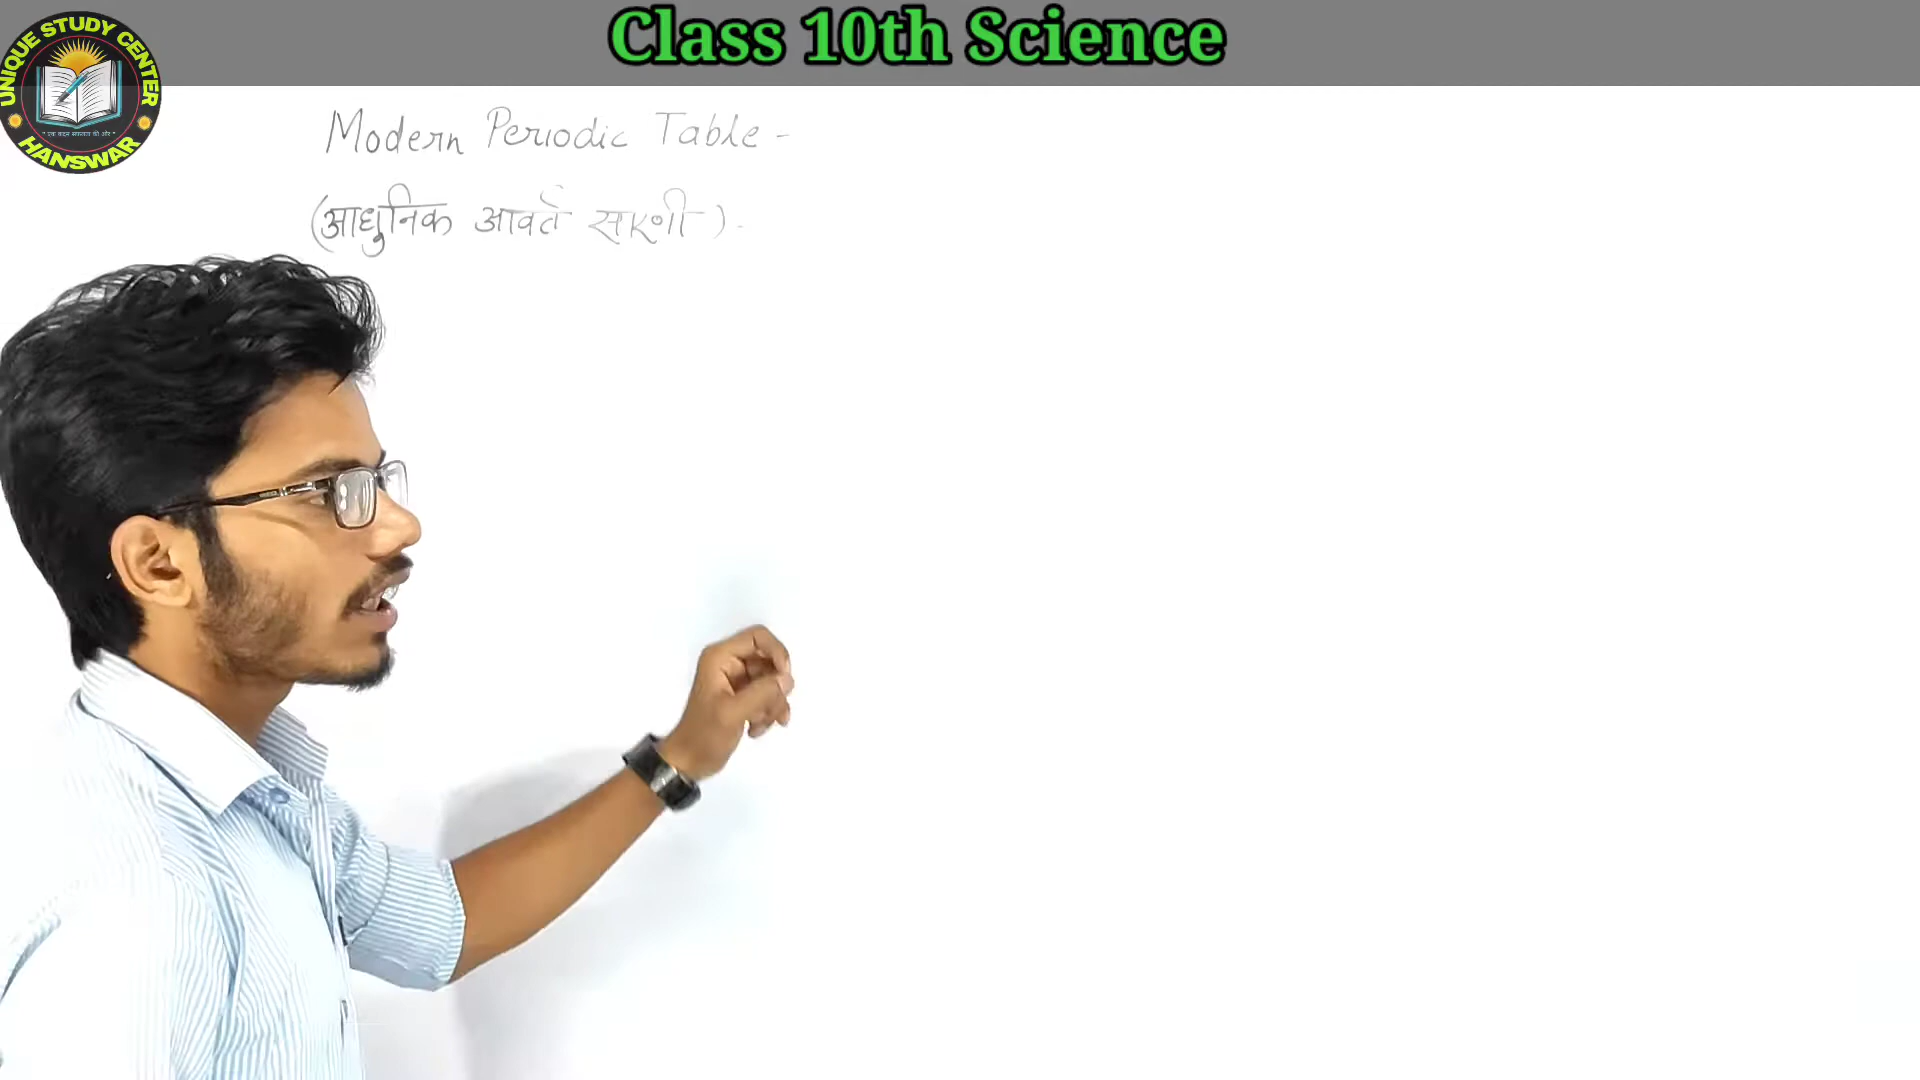 Class 10th Science
UNIQUE STUDY CENTER
HANSWAR
Modern Periodic Table -
(आधुनिक आवर्त सारणी) -